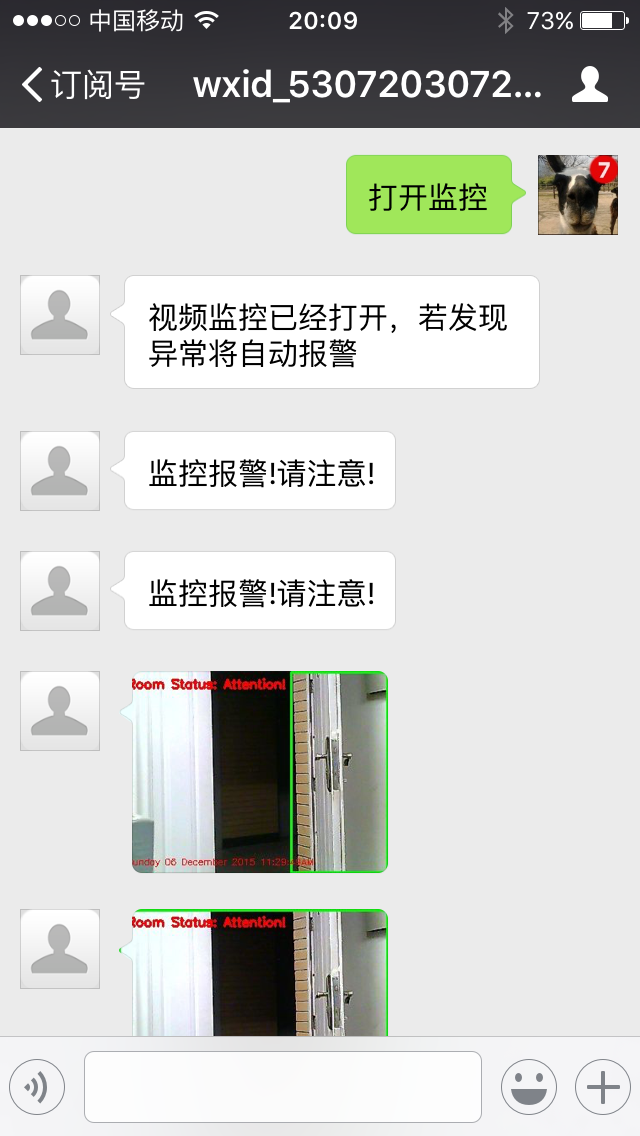 中国移动
20:09
73%
订阅号
wxid_5307203072...
打开监控
7
视频监控已经打开，若发现
异常将自动报警
监控报警!请注意!
监控报警!请注意!
Room Status: Attention!
unday 06 December 2015 11:29:
Room Status: Attention!